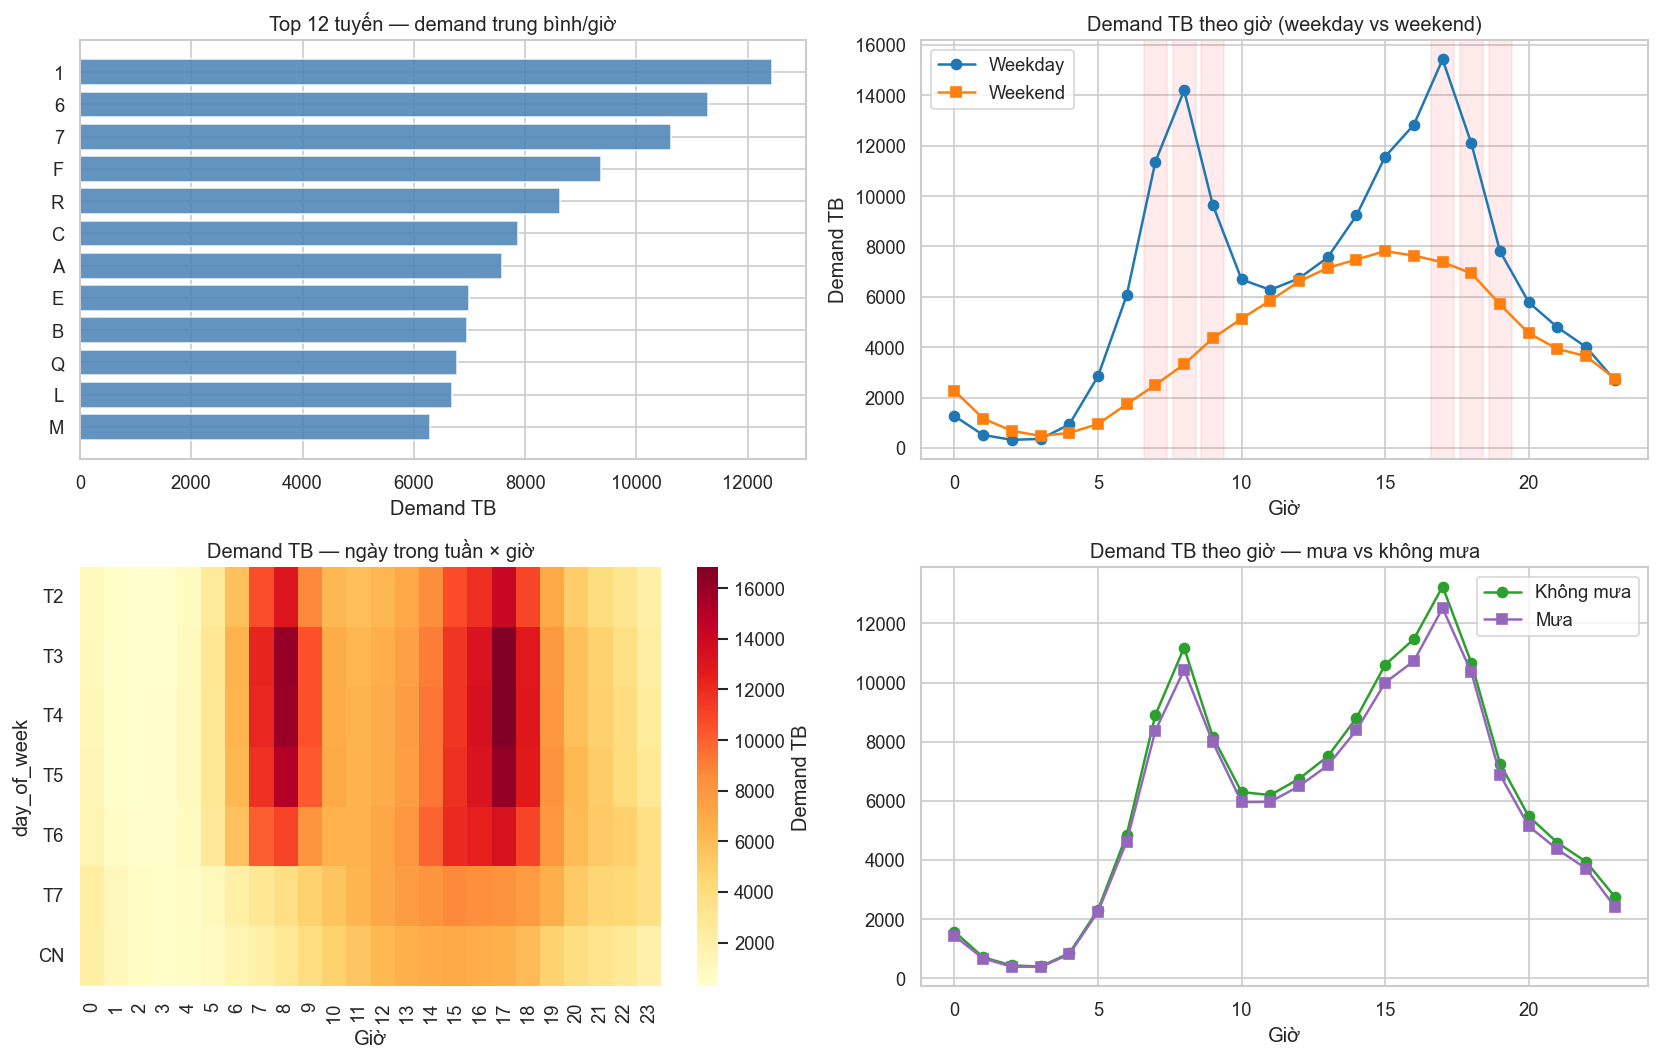 Top 12 tuyến — demand trung bình/giờ
1
6
7
F
R
C
A
E
B
Q
L
M
0 2000 4000 6000 8000 10000 12000
Demand TB
Demand TB theo giờ (weekday vs weekend)
Weekday
Weekend
16000
14000
12000
10000
8000
6000
4000
2000
0
Demand TB
0 5 10 15 20
Giờ
Demand TB — ngày trong tuần × giờ
day_of_week
T2
T3
T4
T5
T6
T7
CN
0 1 2 3 4 5 6 7 8 9 10 11 12 13 14 15 16 17 18 19 20 21 22 23
Giờ
16000
14000
12000
10000
8000
6000
4000
2000
Demand TB
Demand TB theo giờ — mưa vs không mưa
Không mưa
Mưa
12000
10000
8000
6000
4000
2000
0
0 5 10 15 20
Giờ